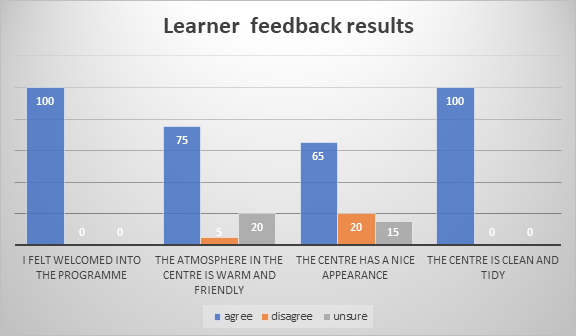 Learner  feedback results
100
0
0
75
5
20
65
20
15
100
0
0
I FELT WELCOMED INTO
THE PROGRAMME
THE ATMOSPHERE IN THE
CENTRE IS WARM AND
FRIENDLY
THE CENTRE HAS A NICE
APPEARANCE
THE CENTRE IS CLEAN AND
TIDY
agree disagree unsure